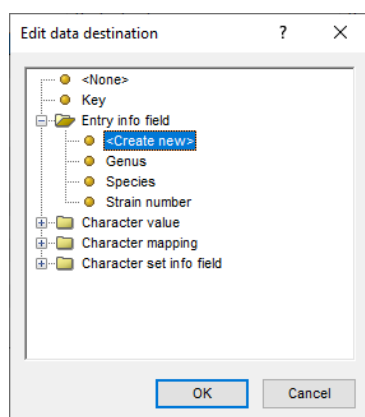 Edit data destination ? ×
<None>
Key
Entry info field
<Create new>
Genus
Species
Strain number
Character value
Character mapping
Character set info field
OK Cancel